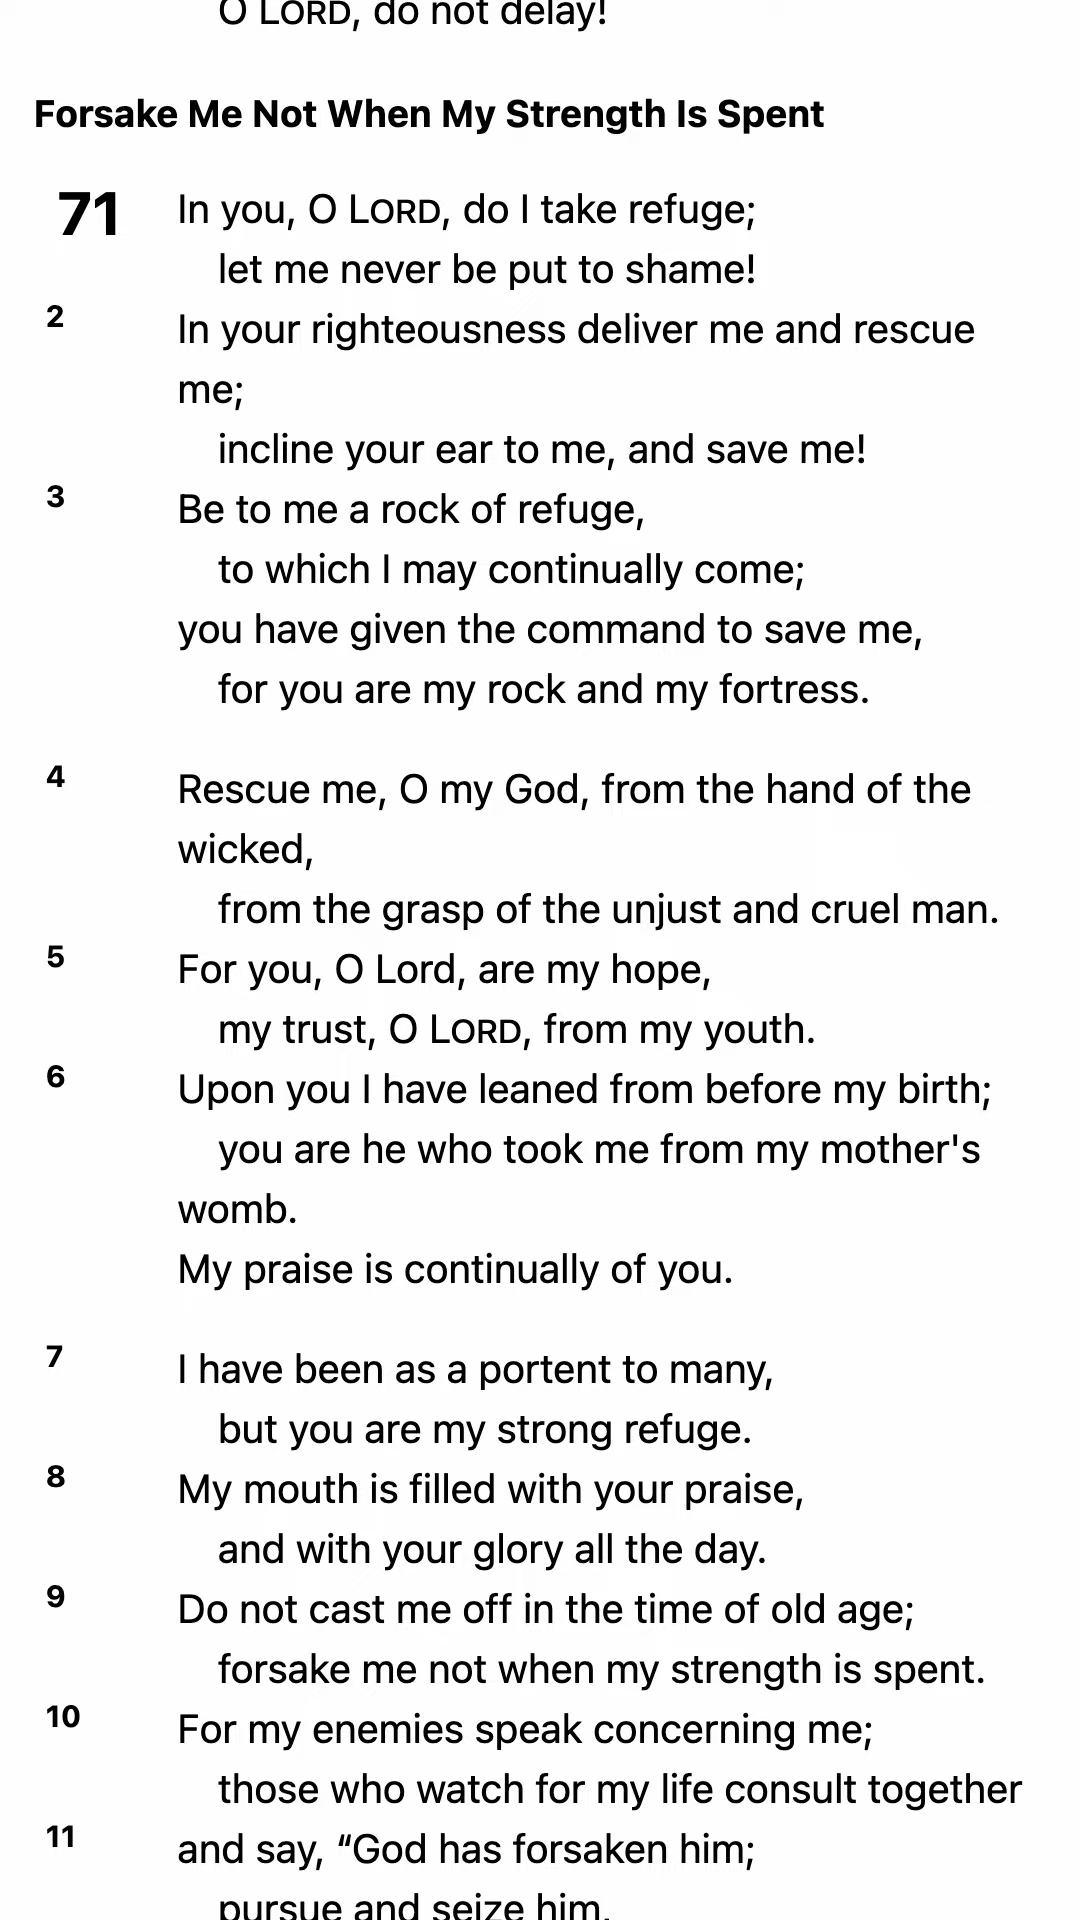 O LORD, do not delay!
Forsake Me Not When My Strength Is Spent
71 In you, O LORD, do I take refuge;
let me never be put to shame!
2 In your righteousness deliver me and rescue
me;
incline your ear to me, and save me!
3 Be to me a rock of refuge,
to which I may continually come;
you have given the command to save me,
for you are my rock and my fortress.
4 Rescue me, O my God, from the hand of the
wicked,
from the grasp of the unjust and cruel man.
5 For you, O Lord, are my hope,
my trust, O LORD, from my youth.
6 Upon you I have leaned from before my birth;
you are he who took me from my mother's
womb.
My praise is continually of you.
7 I have been as a portent to many,
but you are my strong refuge.
8 My mouth is filled with your praise,
and with your glory all the day.
9 Do not cast me off in the time of old age;
forsake me not when my strength is spent.
10 For my enemies speak concerning me;
those who watch for my life consult together
11 and say, “God has forsaken him;
pursue and seize him,